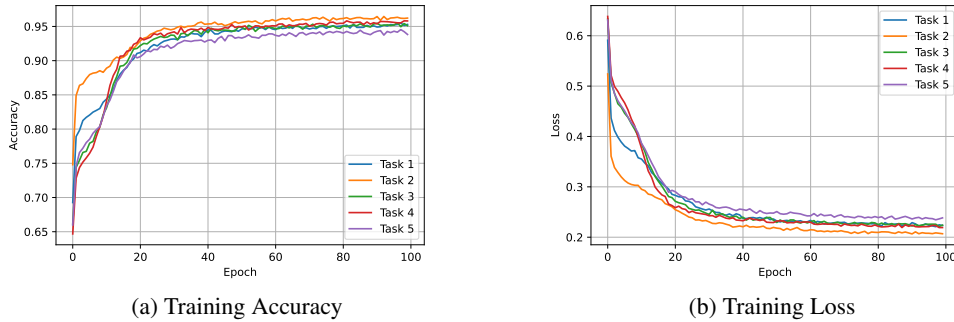 0.95
0.90
0.85
0.80
0.75
0.70
0.65
Accuracy
0 20 40 60 80 100
Epoch
Task 1
Task 2
Task 3
Task 4
Task 5
(a) Training Accuracy
0.6
0.5
0.4
0.3
0.2
Loss
0 20 40 60 80 100
Epoch
Task 1
Task 2
Task 3
Task 4
Task 5
(b) Training Loss